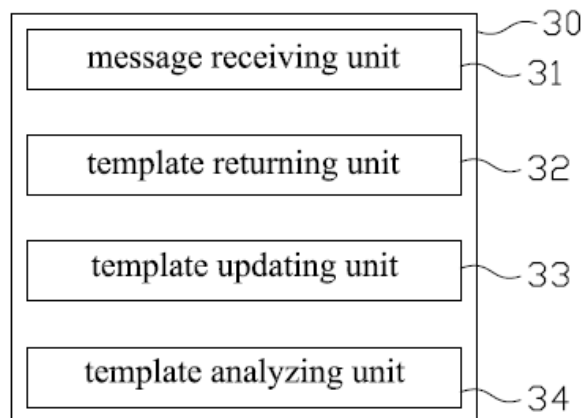 30
message receiving unit
31
template returning unit
32
template updating unit
33
template analyzing unit
34